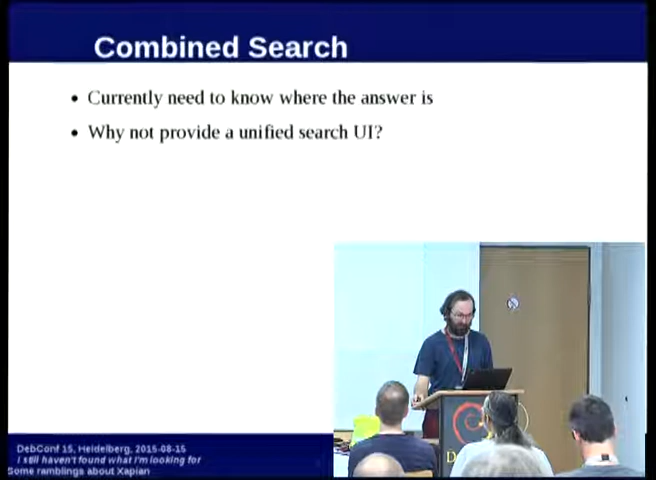 Combined Search
• Currently need to know where the answer is
• Why not provide a unified search UI?
DebConf 15, Heidelberg, 2015-08-15
I still haven't found what I'm looking for
Some ramblings about Xapian
D